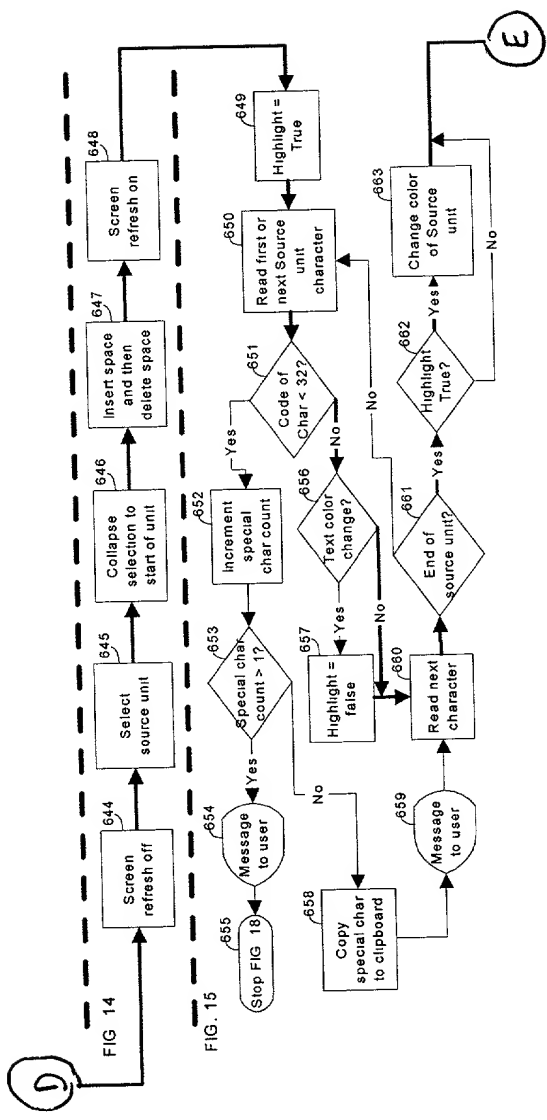 D
FIG 14
644
Screen
refresh off
645
Select
source unit
646
Collapse
selection to
start of unit
647
Insert space
and then
delete space
648
Screen
refresh on
FIG. 15
649
Highlight =
True
650
Read first or
next Source
unit
character
651
Code of
Char < 32?
Yes
No
652
Increment
special
char count
653
Special char
count > 1?
Yes
No
654
Message
to user
655
Stop FIG 18
656
Text color
change?
Yes
No
657
Highlight =
false
658
Copy
special char
to clipboard
659
Message
to user
660
Read next
character
661
End of
source unit?
Yes
No
662
Highlight
True?
Yes
No
663
Change color
of Source
unit
E